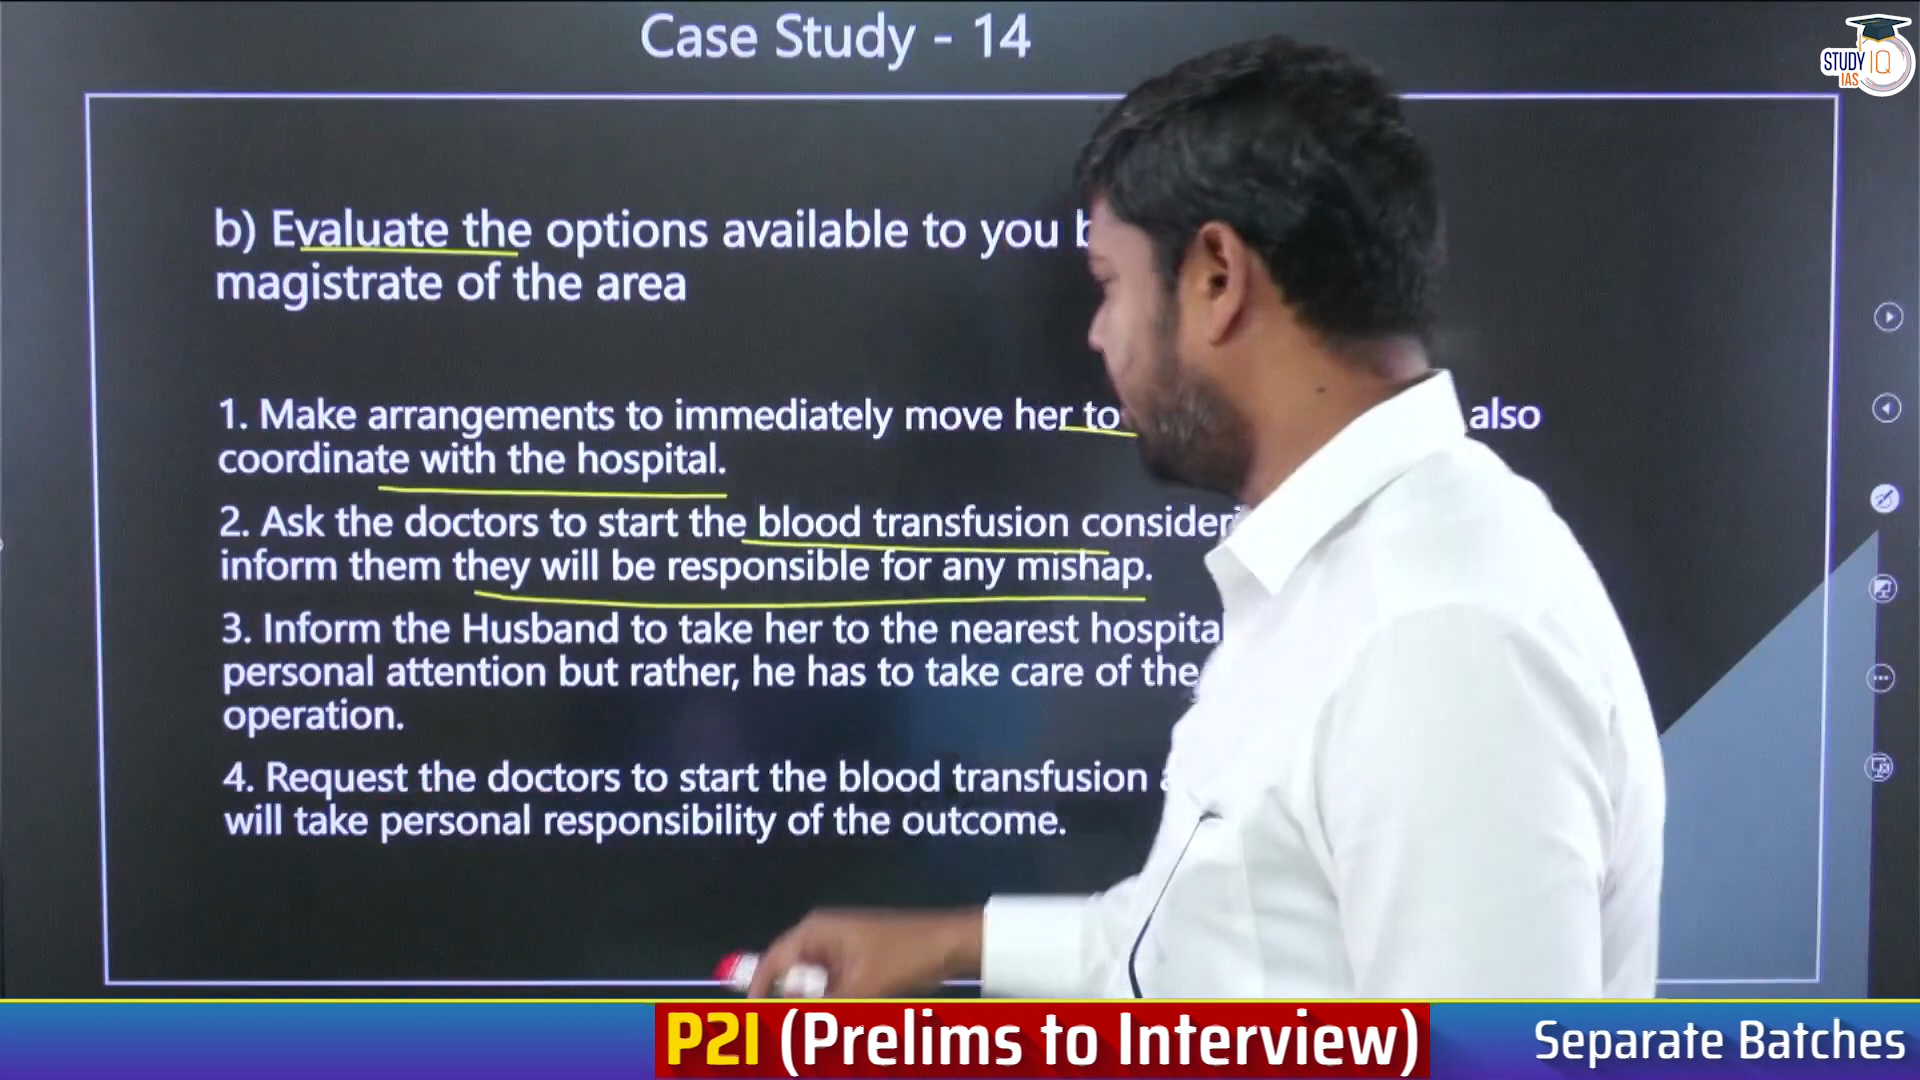 Case Study - 14
STUDY IQ
IAS
b) Evaluate the options available to you
magistrate of the area
1. Make arrangements to immediately move her to also
coordinate with the hospital.
2. Ask the doctors to start the blood transfusion
inform them they will be responsible for any mishap.
3. Inform the Husband to take her to the nearest
personal attention but rather, he has to take care of the
operation.
4. Request the doctors to start the blood transfusion
will take personal responsibility of the outcome.
P2I (Prelims to Interview)
Separate Batches